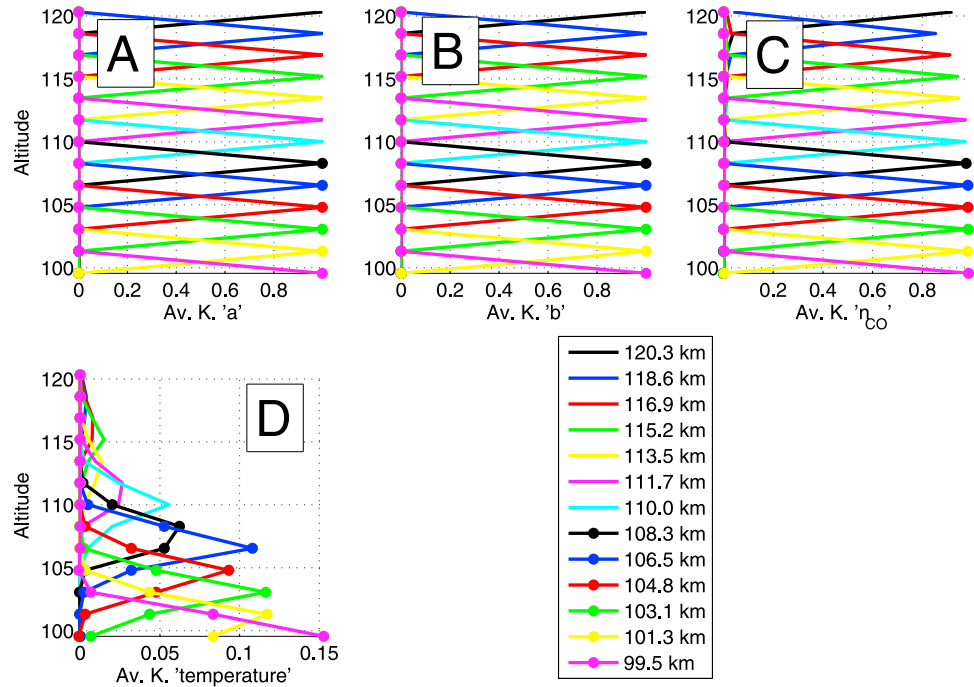 120 120 120
A B C
115 115 115
Altitude
110 110 110
105 105 105
100 100 100
0 0.2 0.4 0.6 0.8 0 0.2 0.4 0.6 0.8 0 0.2 0.4 0.6 0.8
Av. K. 'a' Av. K. 'b' Av. K. 'η_CO'
120
D
115
Altitude
110
105
100
0 0.05 0.1 0.15
Av. K. 'temperature'
120.3 km
118.6 km
116.9 km
115.2 km
113.5 km
111.7 km
110.0 km
108.3 km
106.5 km
104.8 km
103.1 km
101.3 km
99.5 km